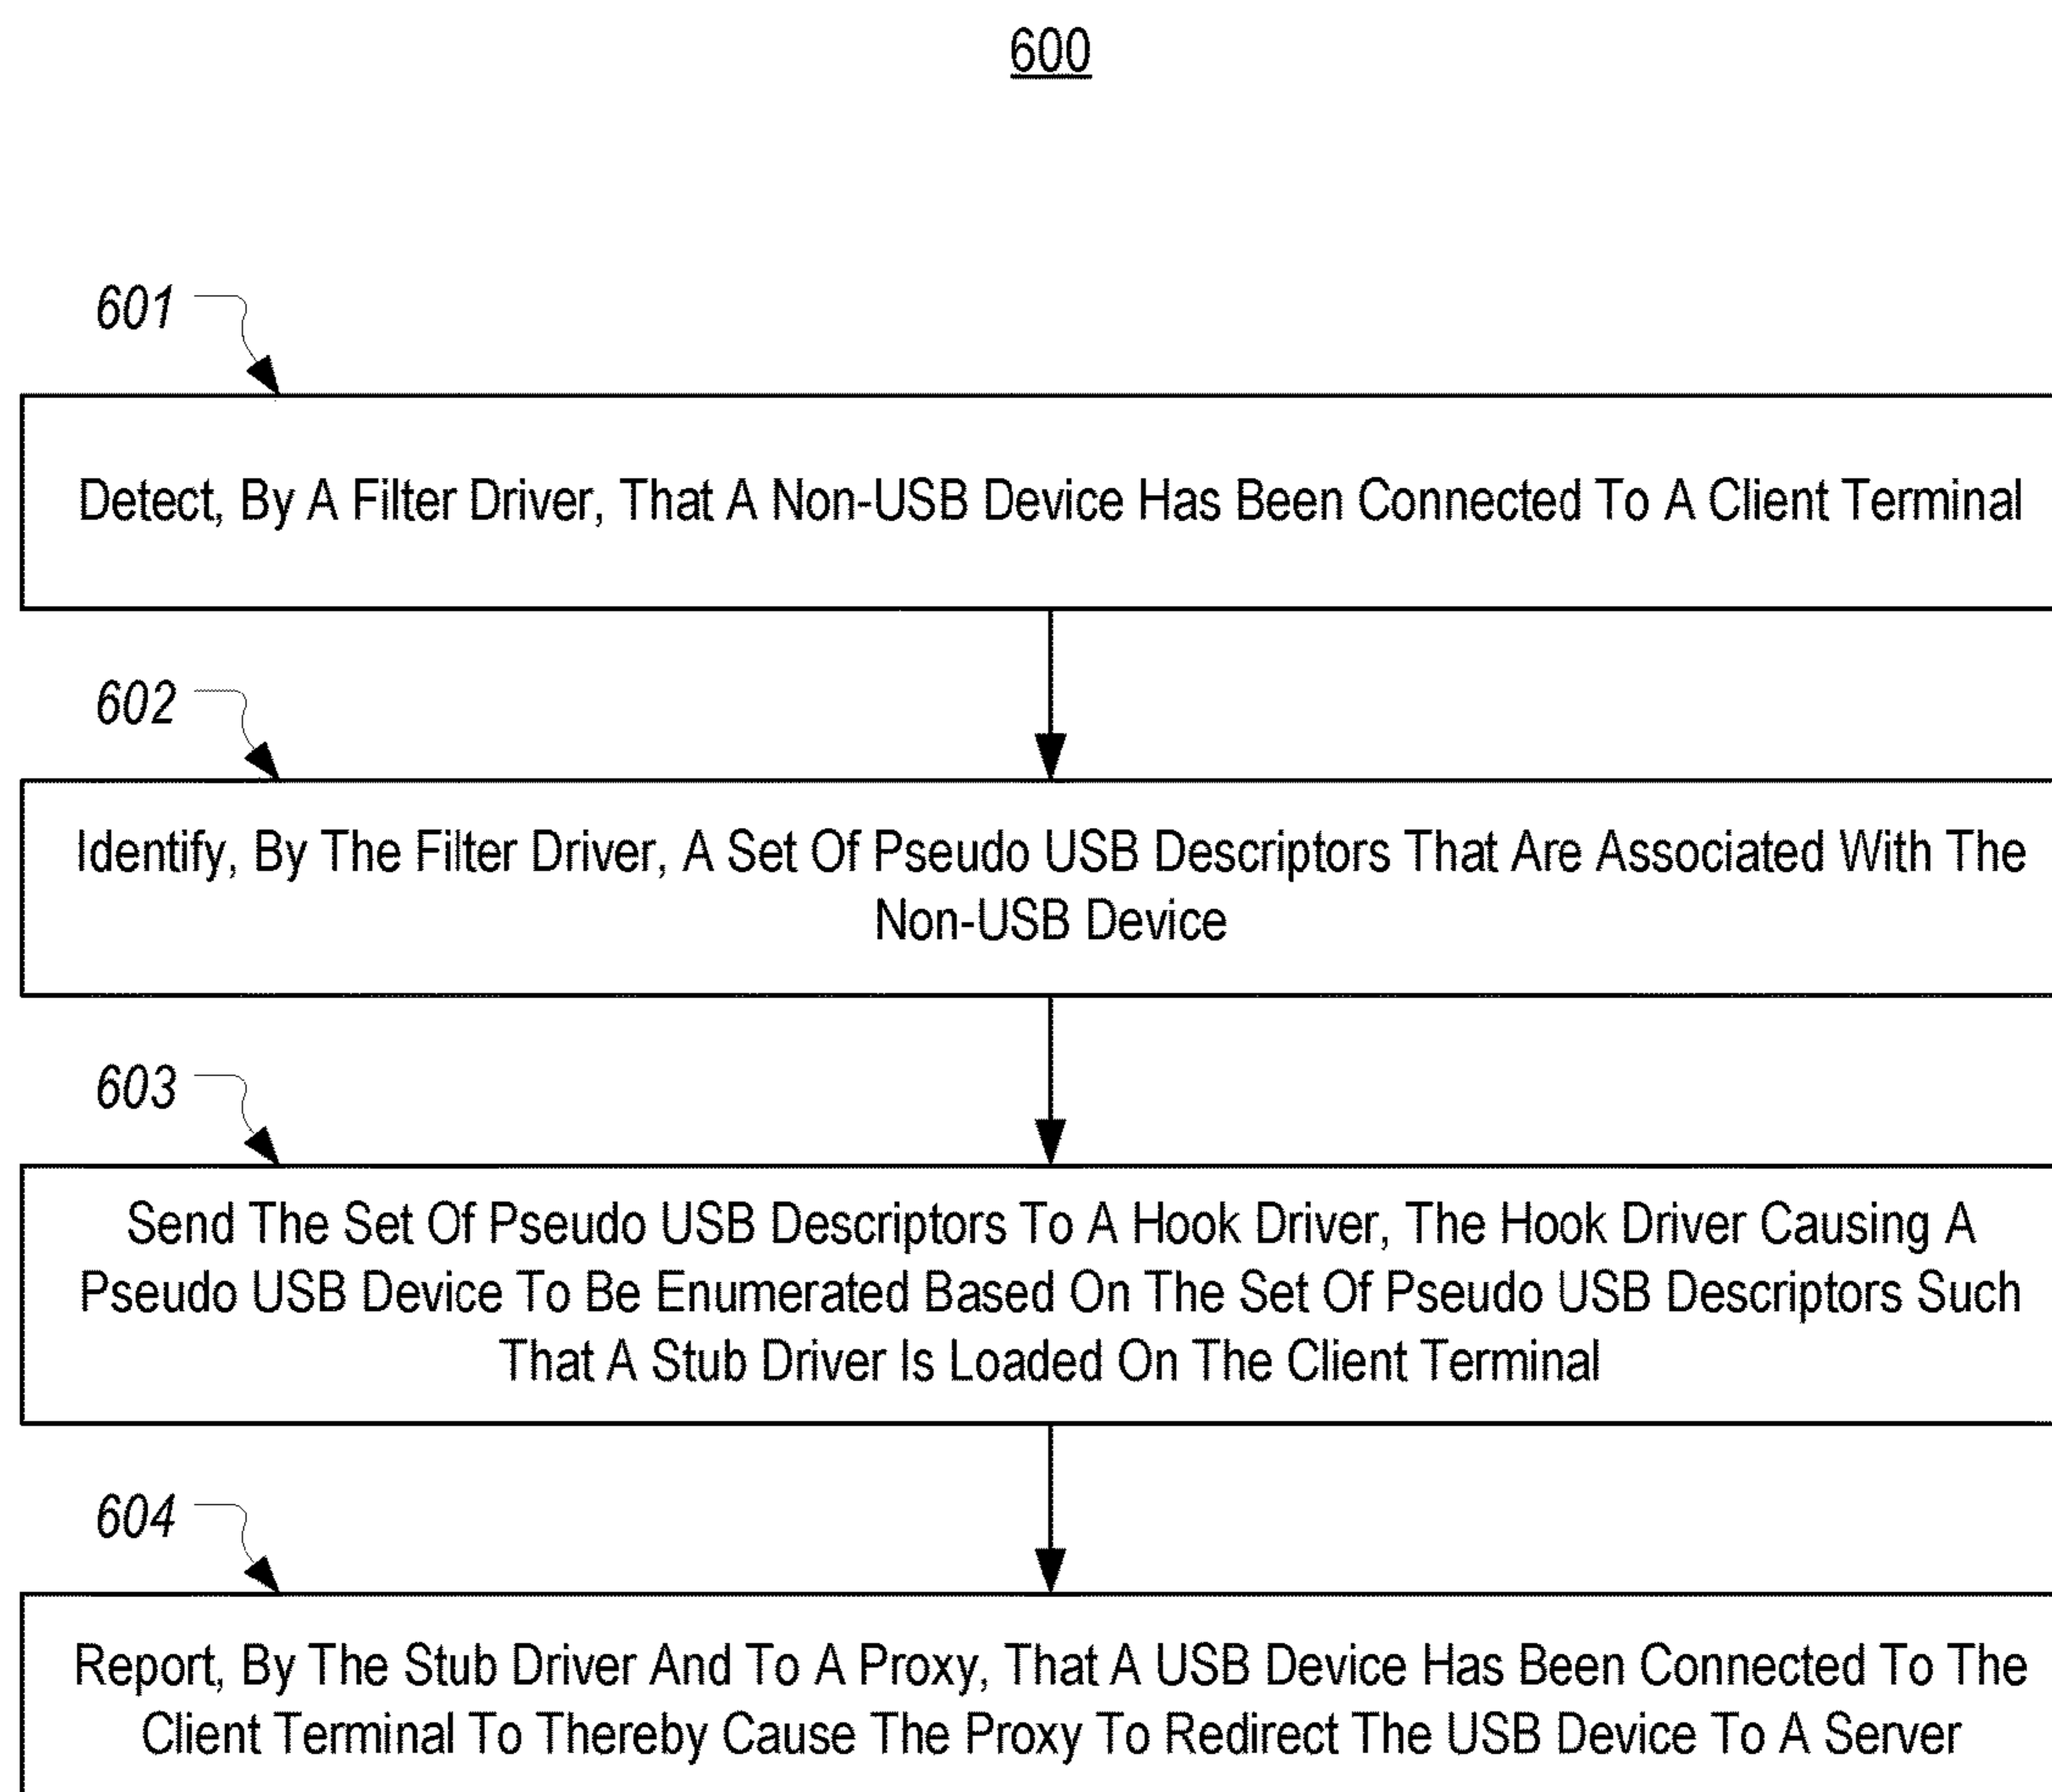 600
601
Detect, By A Filter Driver, That A Non-USB Device Has Been Connected To A Client Terminal
602
Identify, By The Filter Driver, A Set Of Pseudo USB Descriptors That Are Associated With The
Non-USB Device
603
Send The Set Of Pseudo USB Descriptors To A Hook Driver, The Hook Driver Causing A
Pseudo USB Device To Be Enumerated Based On The Set Of Pseudo USB Descriptors Such
That A Stub Driver Is Loaded On The Client Terminal
604
Report, By The Stub Driver And To A Proxy, That A USB Device Has Been Connected To The
Client Terminal To Thereby Cause The Proxy To Redirect The USB Device To A Server